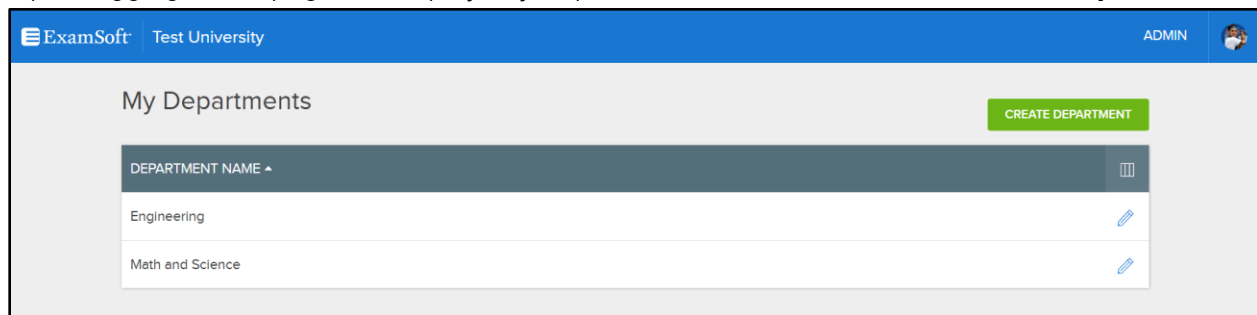 ExamSoft Test University ADMIN
My Departments
CREATE DEPARTMENT
DEPARTMENT NAME
Engineering
Math and Science